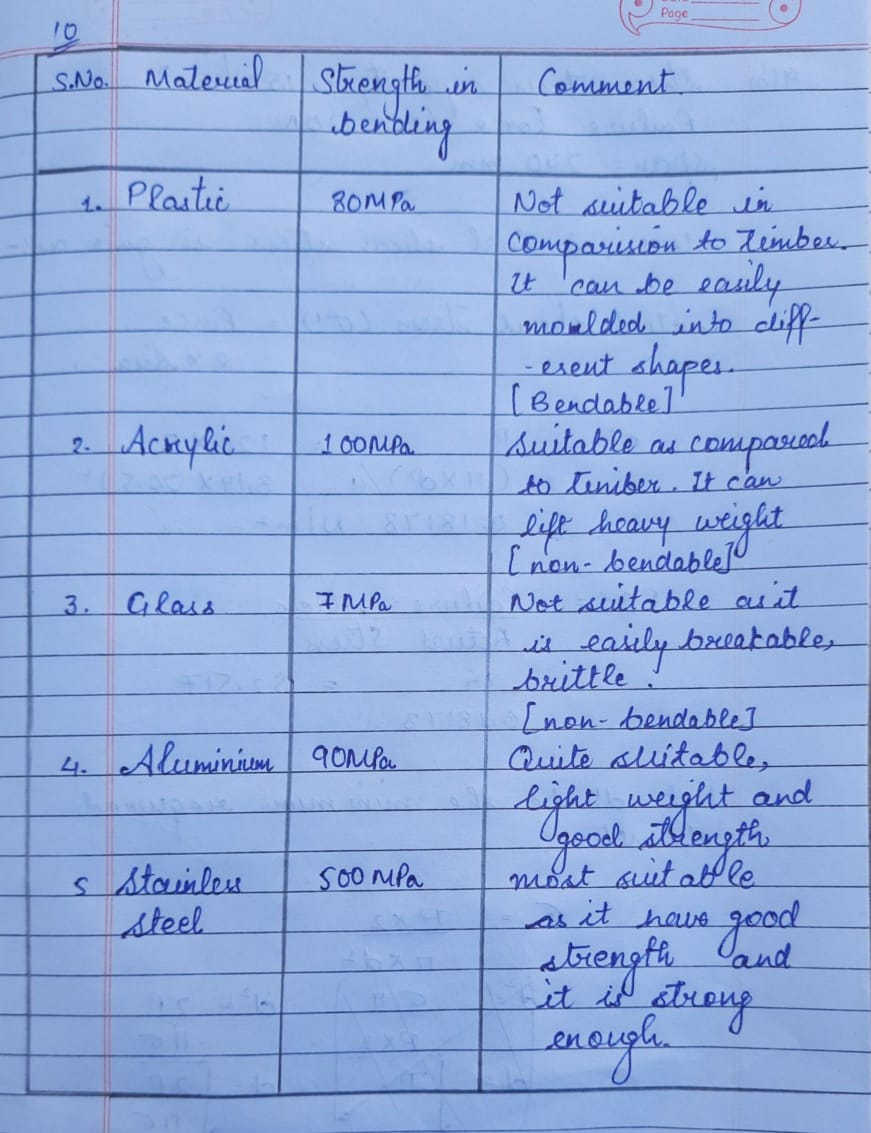 Page
10
S.No. Material Strength in bending Comment.
1. Plastic 80MPa Not suitable in
comparision to timber.
It can be easily
moulded into diff-
-erent shapes.
[Bendable]
2. Acrylic 100MPa Suitable as compared
to timber. It can
lift heavy weight
[non-bendable]
3. Glass 7MPa Not suitable as it
is easily breakable,
brittle.
[non-bendable]
4. Aluminium 90MPa Quite suitable,
light weight and
good strength
5 Stainless 500MPa most suitable
steel as it have good
strength and
it is strong
enough.